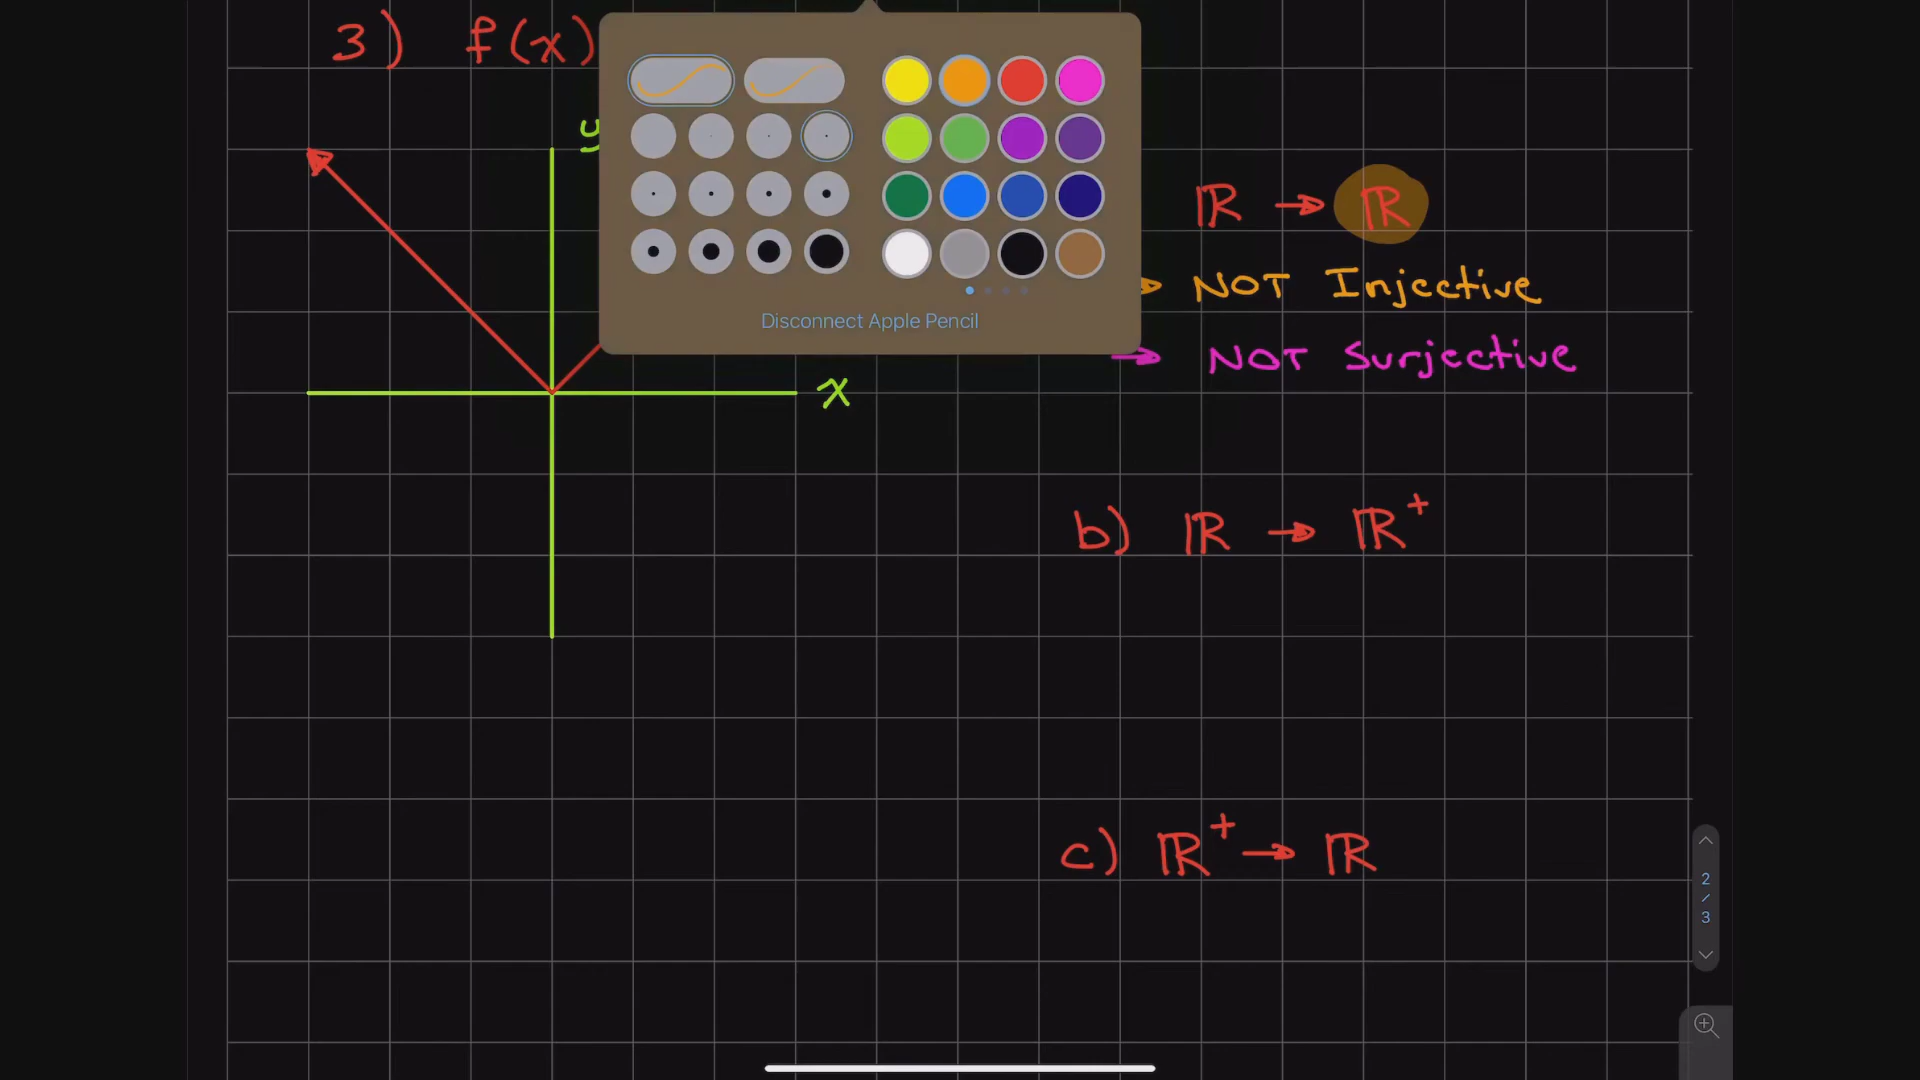 3) f(x)
y
ℝ → ℝ
→ NOT Injective
Disconnect Apple Pencil
→ NOT Surjective
x
b) ℝ → ℝ⁺
c) ℝ⁺ → ℝ
2
/
3